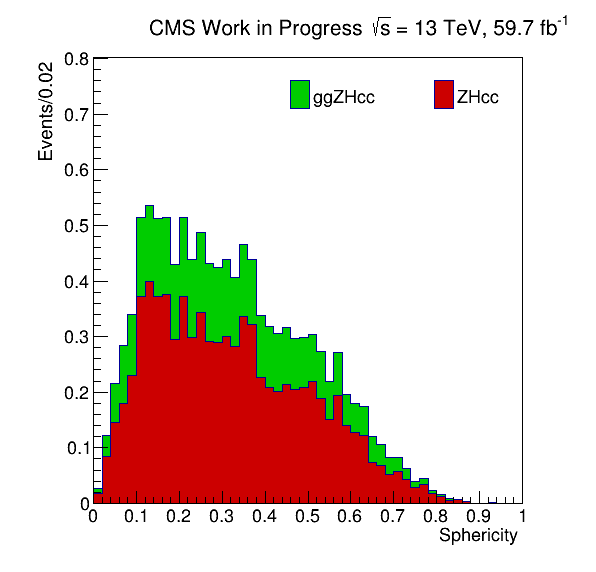 CMS Work in Progress √s = 13 TeV, 59.7 fb⁻¹
Events/0.02
0.8
0.7
0.6
0.5
0.4
0.3
0.2
0.1
0
ggZHcc ZHcc
0 0.1 0.2 0.3 0.4 0.5 0.6 0.7 0.8 0.9 1
Sphericity